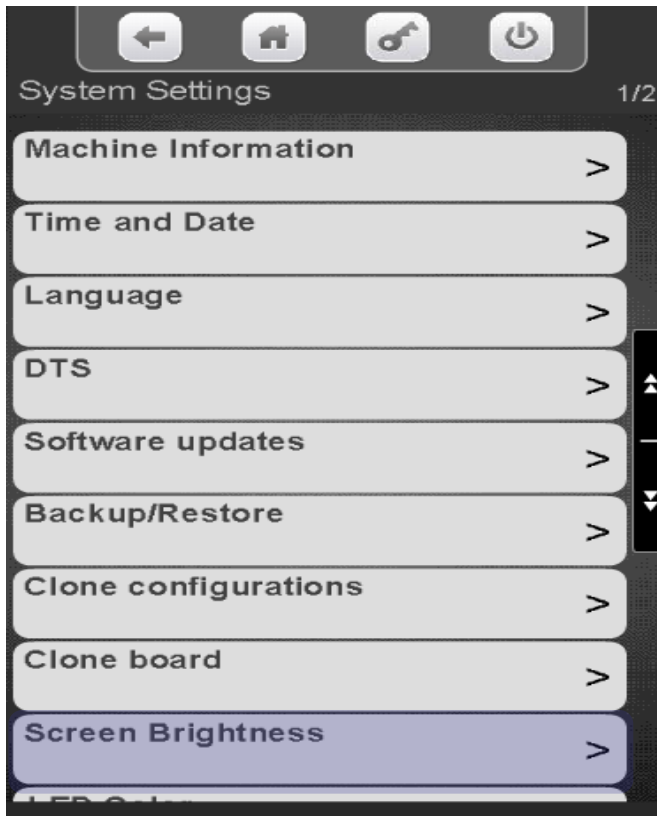 System Settings
1/2
Machine Information
>
Time and Date
>
Language
>
DTS
>
Software updates
>
Backup/Restore
>
Clone configurations
>
Clone board
>
Screen Brightness
>